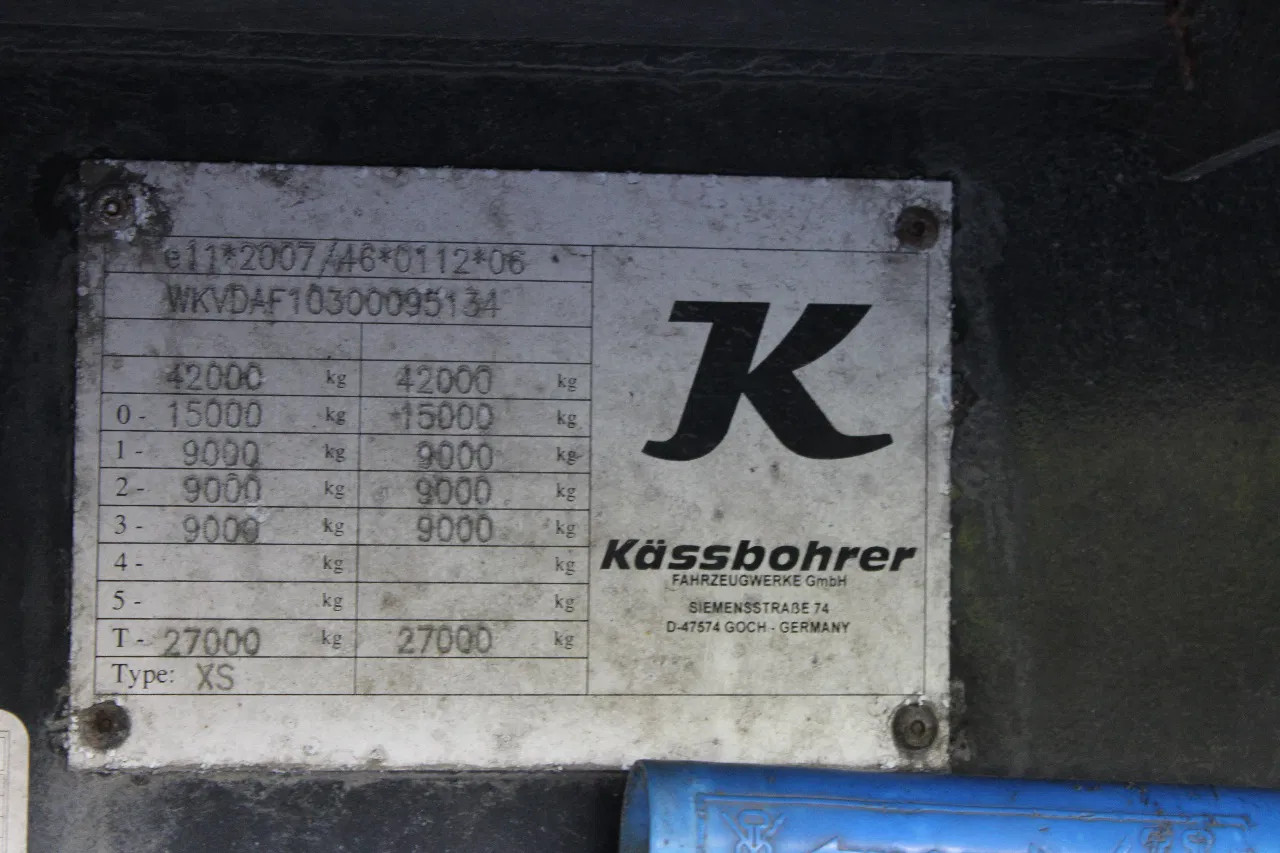 e11*2007/46*0112*06
WKVDAF10300095134
42000 kg 42000 kg
0- 15000 kg 15000 kg
1- 9000 kg 9000 kg
2- 9000 kg 9000 kg
3- 9000 kg 9000 kg
4- kg kg
5- kg kg
T- 27000 kg 27000 kg
Type: XS
K
Kässbohrer
FAHRZEUGWERKE GmbH
SIEMENSSTRAßE 74
D-47574 GOCH - GERMANY